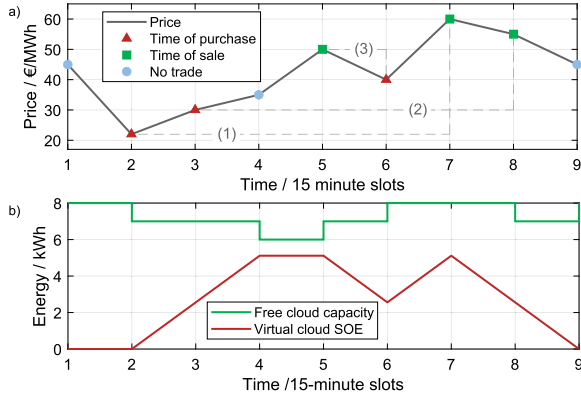 a)
Price / €/MWh
60
50
40
30
20
Price
Time of purchase
Time of sale
No trade
(3)
(2)
(1)
1 2 3 4 5 6 7 8 9
Time / 15 minute slots
b)
Energy / kWh
8
6
4
2
0
Free cloud capacity
Virtual cloud SOE
1 2 3 4 5 6 7 8 9
Time /15-minute slots